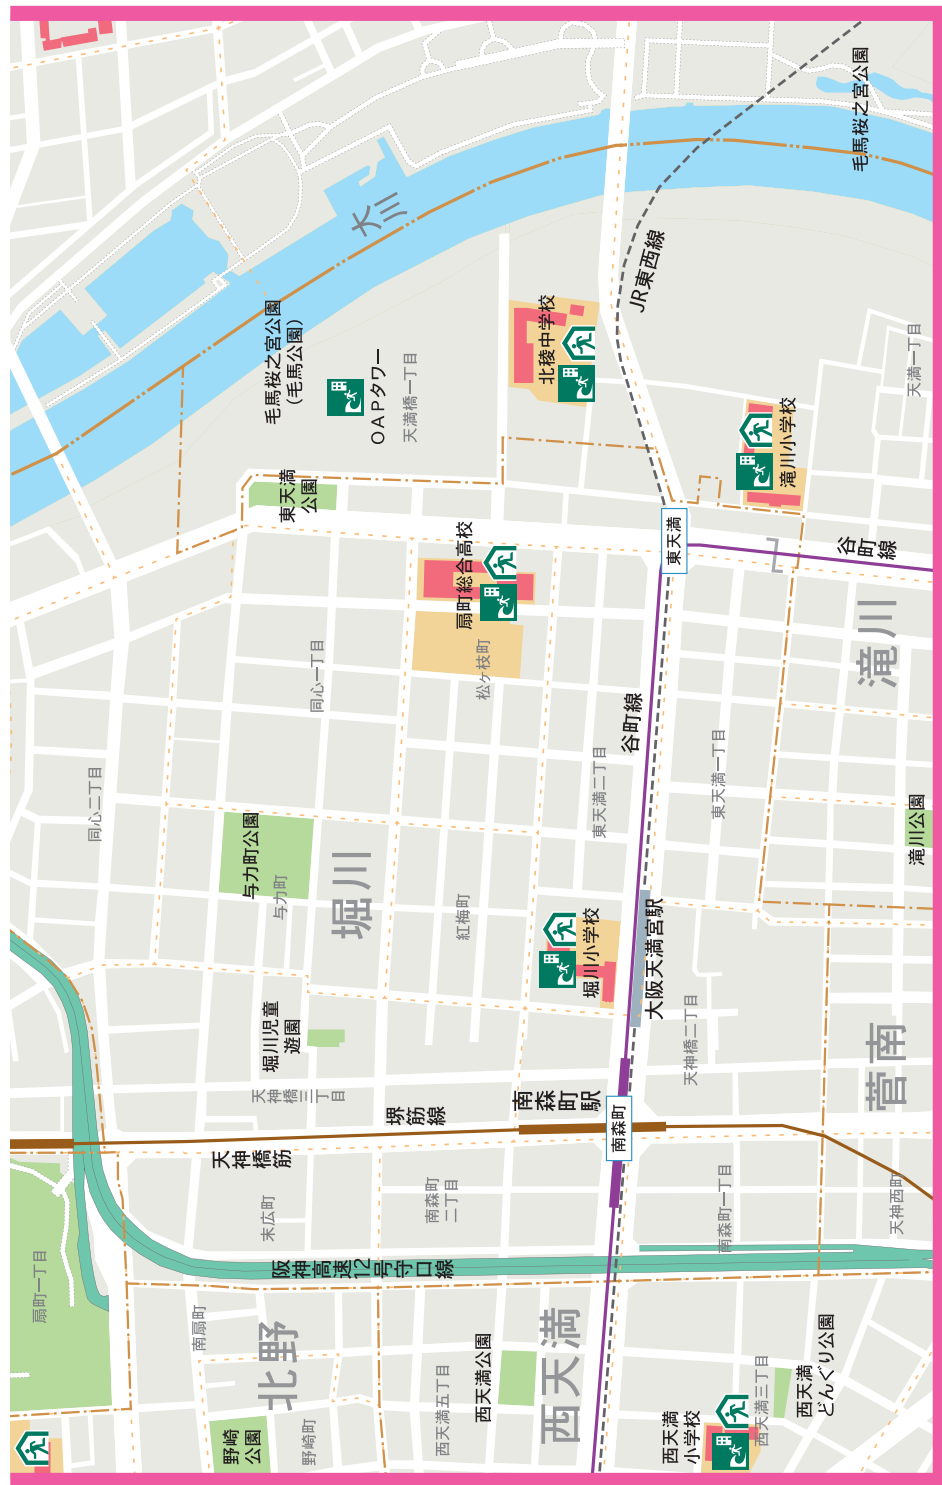 毛馬桜之宮公園
大川
JR東西線
毛馬桜之宮公園
(毛馬公園)
OAPタワー
天満橋一丁目
北稜中学校
天満一丁目
滝川小学校
東天満
公園
扇町総合高校
東天満
谷町
線
滝川
同心一丁目
松ヶ枝町
谷町線
同心二丁目
東天満二丁目
東天満一丁目
与力町公園
与力町
堀川
紅梅町
滝川公園
堀川小学校
大阪天満宮駅
堀川児童
遊園
天神橋二丁目
菅南
天神
橋三
丁目
堺筋線
南森町駅
南森町
天神橋筋
末広町
南森町
二丁目
南森町一丁目
天神西町
阪神高速12号守口線
扇町一丁目
南扇町
北野
西天満
西天満公園
西天満五丁目
野崎
公園
野崎町
西天満
小学校
西天満三丁目
西天満
どんぐり公園